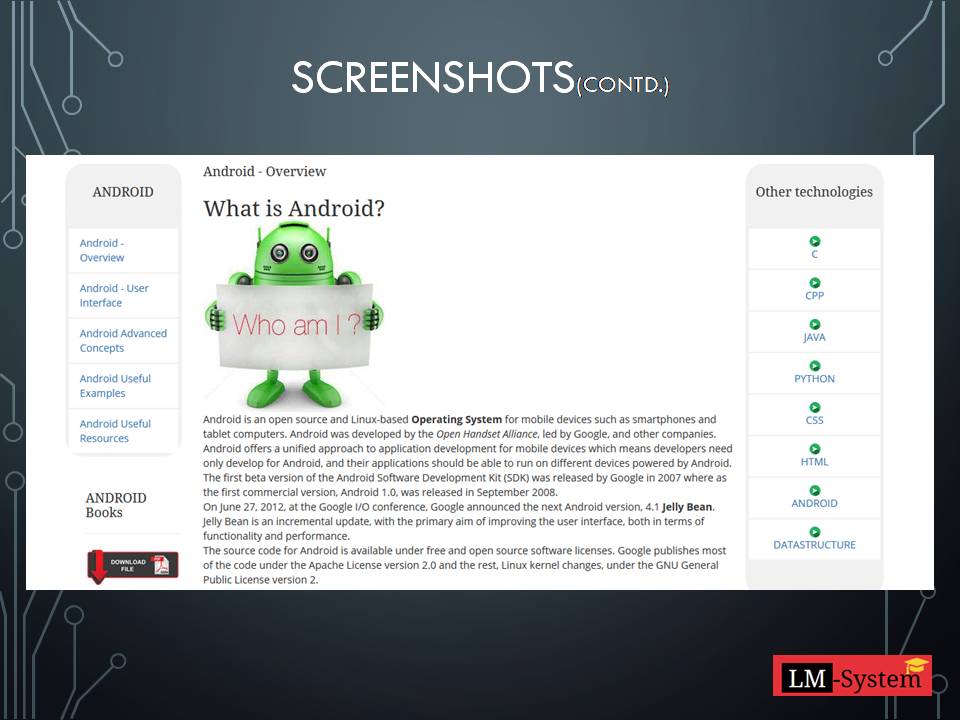 SCREENSHOTS(CONTD.)
ANDROID
Android -
Overview
Android - User
Interface
Android Advanced
Concepts
Android Useful
Examples
Android Useful
Resources
ANDROID
Books
DOWNLOAD
FILE
PDF
Android - Overview
What is Android?
Who am I ?
Android is an open source and Linux-based Operating System for mobile devices such as smartphones and
tablet computers. Android was developed by the Open Handset Alliance, led by Google, and other companies.
Android offers a unified approach to application development for mobile devices which means developers need
only develop for Android, and their applications should be able to run on different devices powered by Android.
The first beta version of the Android Software Development Kit (SDK) was released by Google in 2007 where as
the first commercial version, Android 1.0, was released in September 2008.
On June 27, 2012, at the Google I/O conference, Google announced the next Android version, 4.1 Jelly Bean.
Jelly Bean is an incremental update, with the primary aim of improving the user interface, both in terms of
functionality and performance.
The source code for Android is available under free and open source software licenses. Google publishes most
of the code under the Apache License version 2.0 and the rest, Linux kernel changes, under the GNU General
Public License version 2.
Other technologies
C
CPP
JAVA
PYTHON
CSS
HTML
ANDROID
DATASTRUCTURE
LM-System